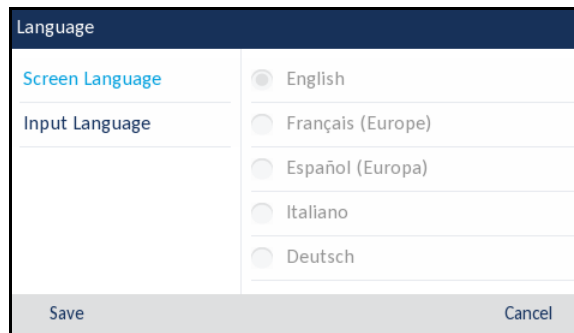 Language
Screen Language
Input Language
English
Français (Europe)
Español (Europa)
Italiano
Deutsch
Save
Cancel